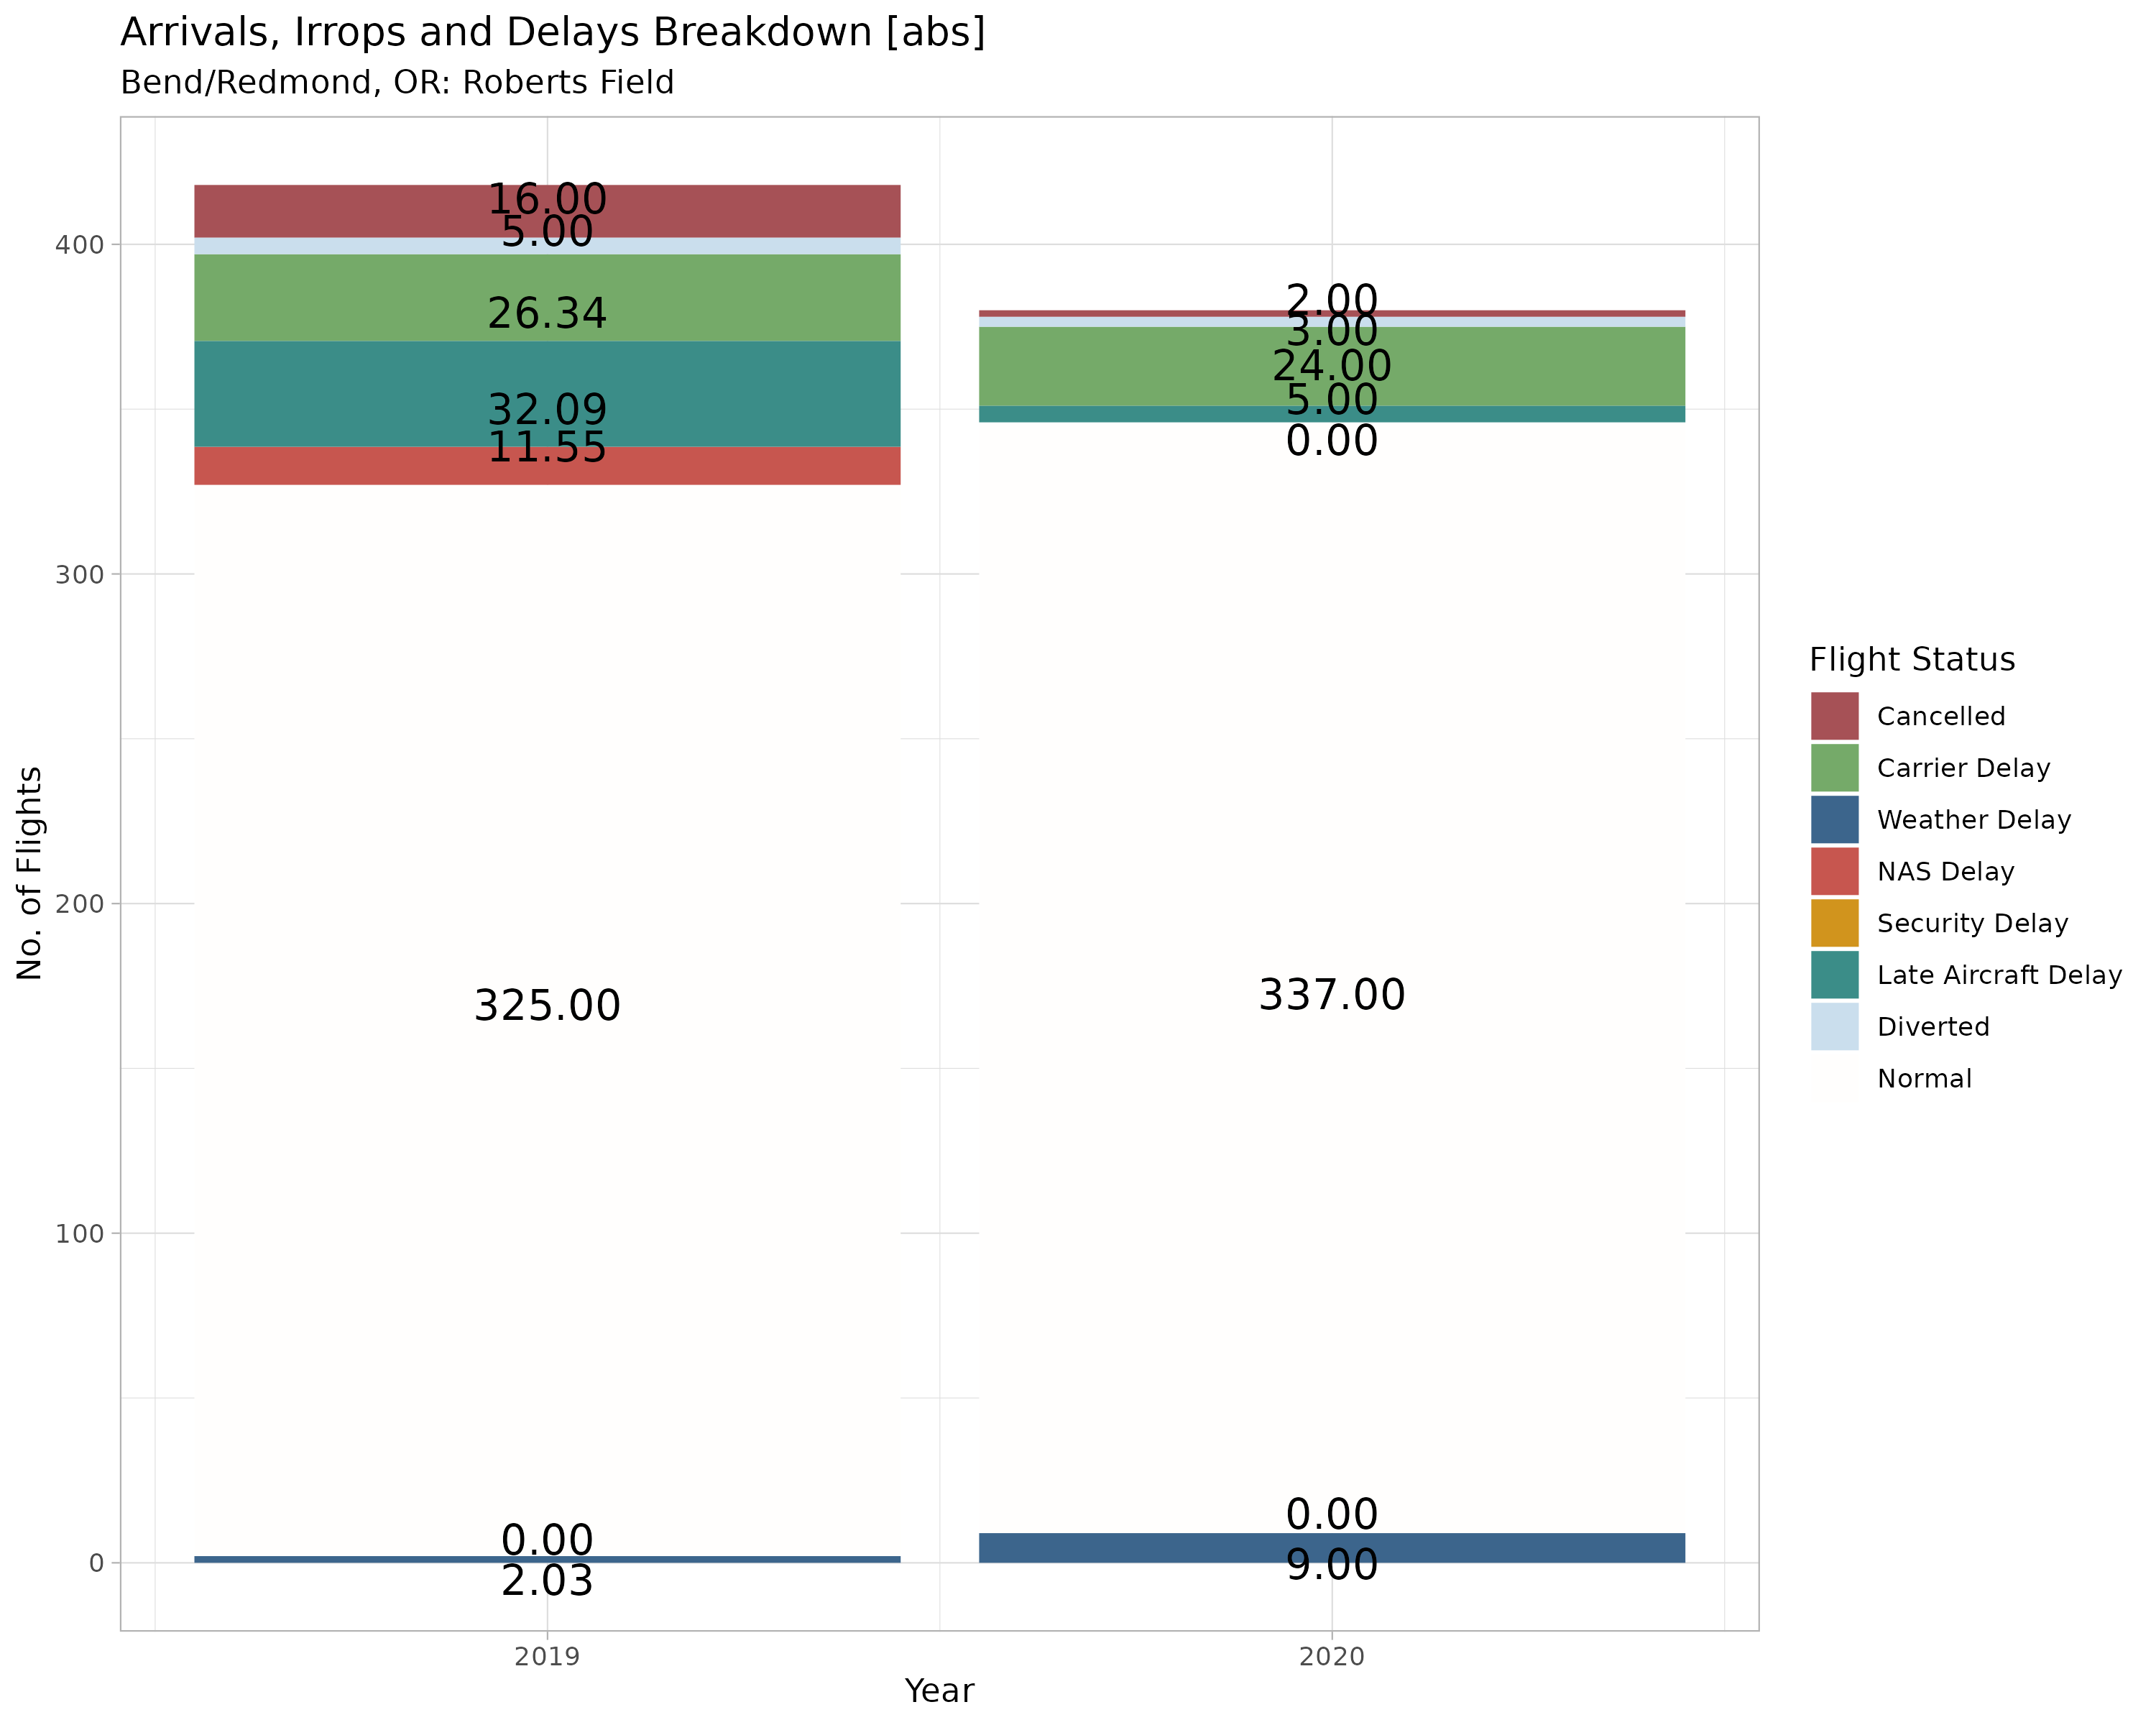 Arrivals, Irrops and Delays Breakdown [abs]
Bend/Redmond, OR: Roberts Field
No. of Flights
400
300
200
100
0
16.00
5.00
26.34
32.09
11.55
325.00
0.00
2.03
2.00
3.00
24.00
5.00
0.00
337.00
0.00
9.00
2019
2020
Year
Flight Status
Cancelled
Carrier Delay
Weather Delay
NAS Delay
Security Delay
Late Aircraft Delay
Diverted
Normal